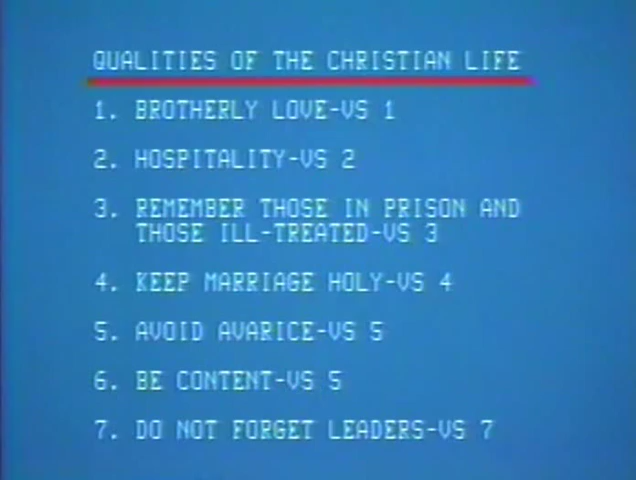 QUALITIES OF THE CHRISTIAN LIFE
1. BROTHERLY LOVE-VS 1
2. HOSPITALITY-VS 2
3. REMEMBER THOSE IN PRISON AND
THOSE ILL-TREATED-VS 3
4. KEEP MARRIAGE HOLY-VS 4
5. AVOID AVARICE-VS 5
6. BE CONTENT-VS 5
7. DO NOT FORGET LEADERS-VS 7